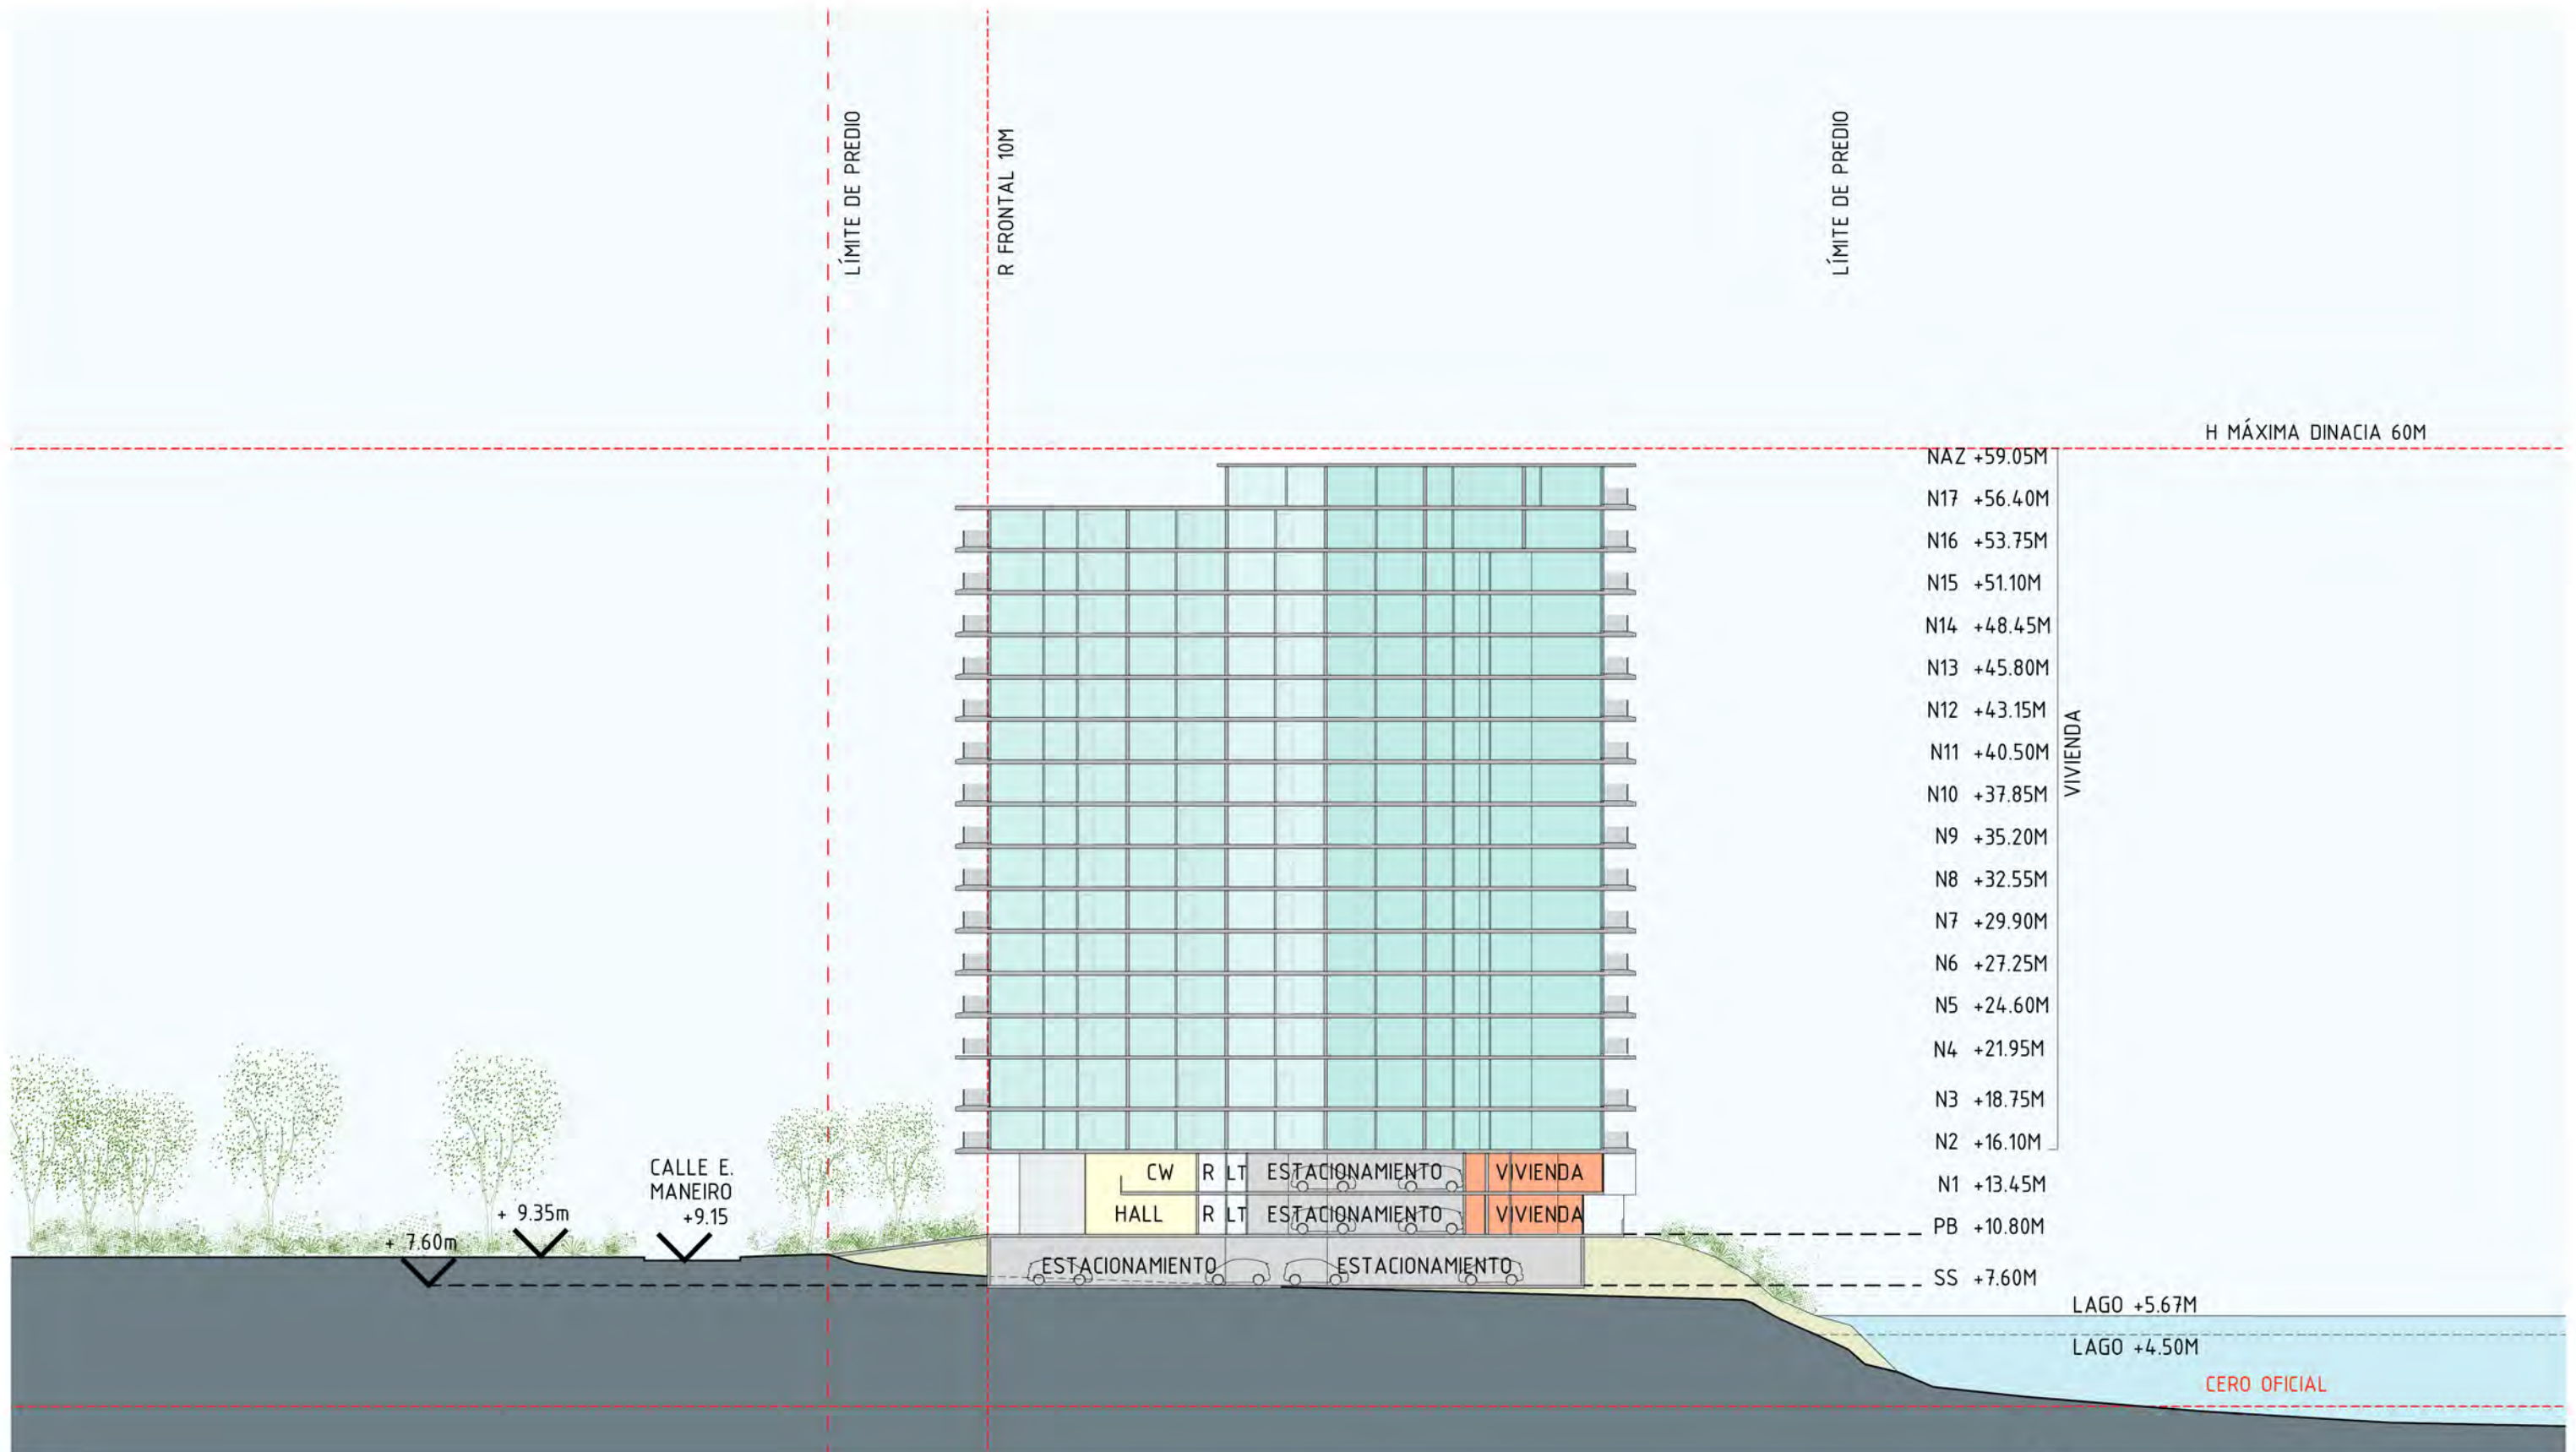 LÍMITE DE PREDIO
R FRONTAL 10M
LÍMITE DE PREDIO
H MÁXIMA DINACIA 60M
NAZ +59.05M
N17 +56.40M
N16 +53.75M
N15 +51.10M
N14 +48.45M
N13 +45.80M
N12 +43.15M
N11 +40.50M
N10 +37.85M
N9 +35.20M
N8 +32.55M
N7 +29.90M
N6 +27.25M
N5 +24.60M
N4 +21.95M
N3 +18.75M
N2 +16.10M
VIVIENDA
N1 +13.45M
PB +10.80M
SS +7.60M
CW R LT ESTACIONAMIENTO VIVIENDA
HALL R LT ESTACIONAMIENTO VIVIENDA
ESTACIONAMIENTO ESTACIONAMIENTO
CALLE E.
MANEIRO
+9.15
+ 9.35m
+ 7.60m
LAGO +5.67M
LAGO +4.50M
CERO OFICIAL